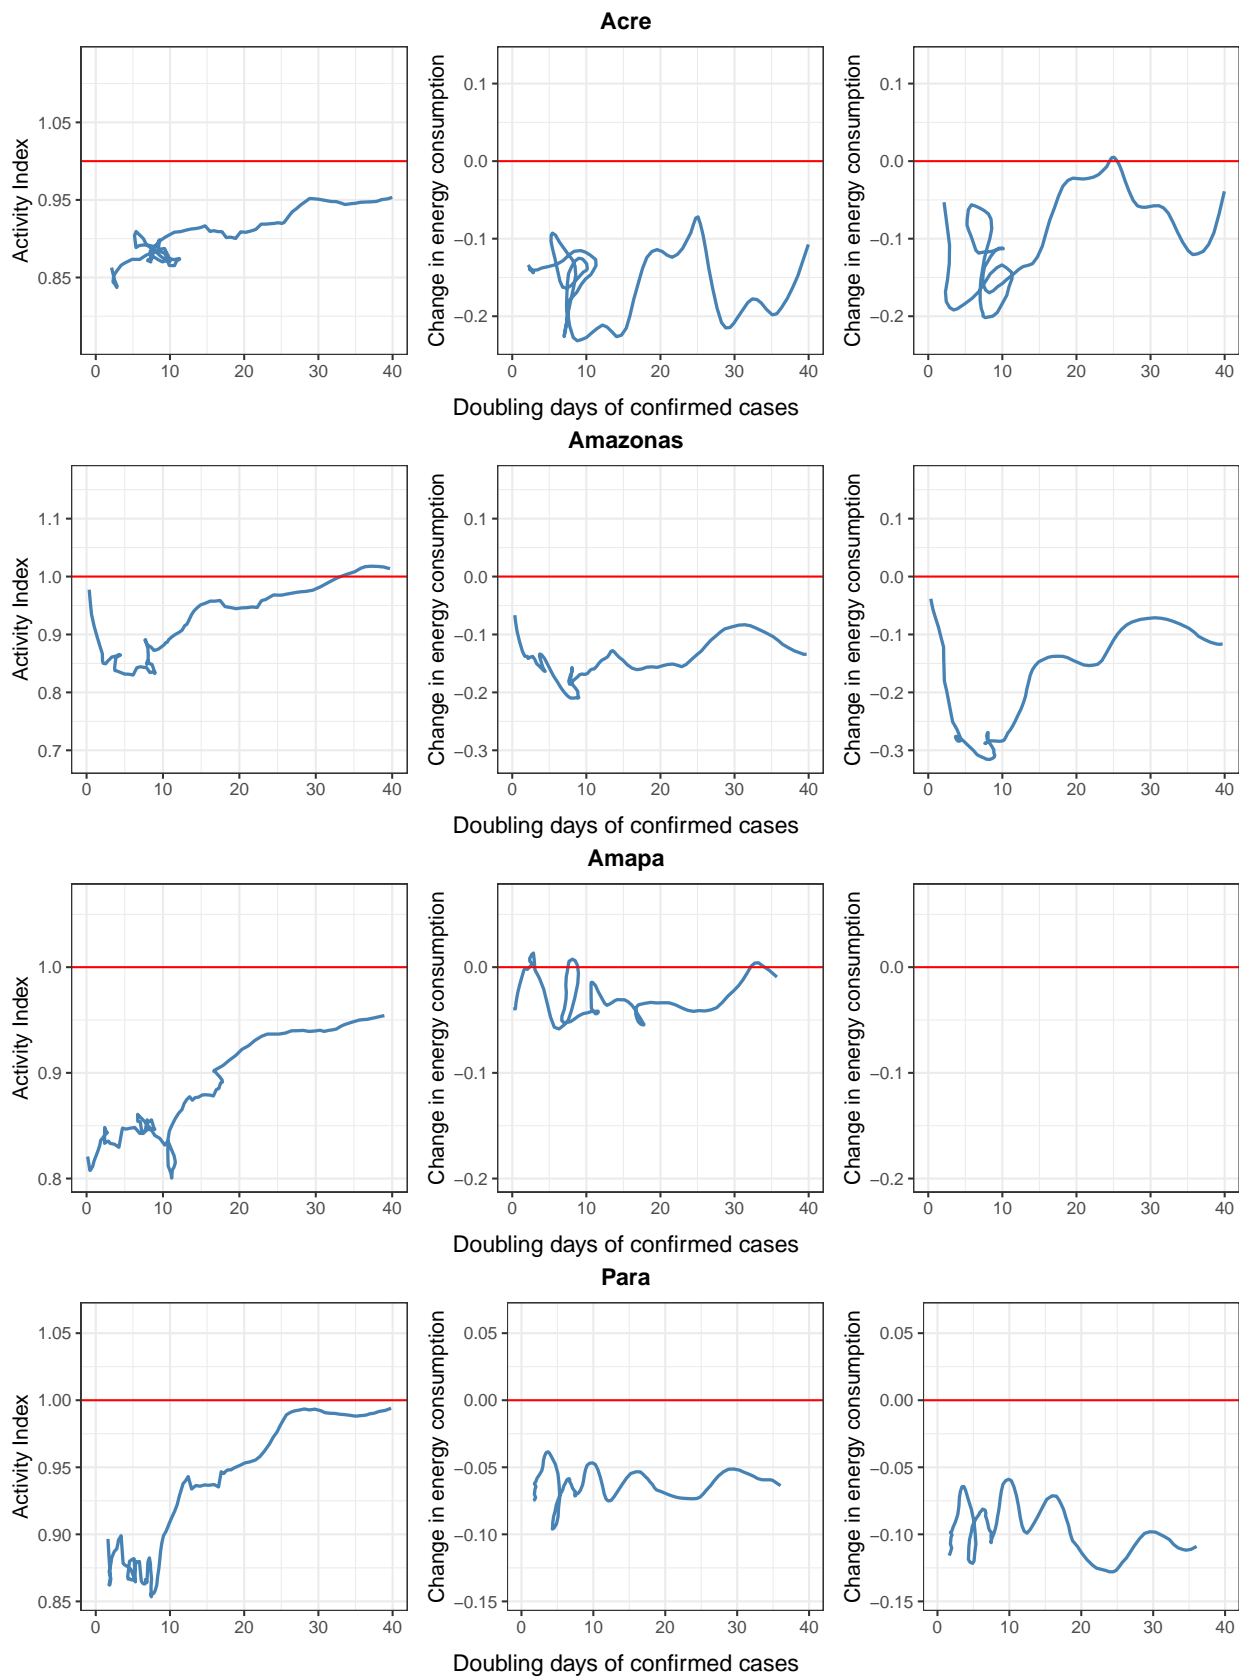 Acre
Activity Index
1.05
0.95
0.85
0 10 20 30 40
Change in energy consumption
0.1
0.0
−0.1
−0.2
0 10 20 30 40
Change in energy consumption
0.1
0.0
−0.1
−0.2
0 10 20 30 40
Doubling days of confirmed cases
Amazonas
Activity Index
1.1
1.0
0.9
0.8
0.7
0 10 20 30 40
Change in energy consumption
0.1
0.0
−0.1
−0.2
−0.3
0 10 20 30 40
Change in energy consumption
0.1
0.0
−0.1
−0.2
−0.3
0 10 20 30 40
Doubling days of confirmed cases
Amapa
Activity Index
1.0
0.9
0.8
0 10 20 30 40
Change in energy consumption
0.0
−0.1
−0.2
0 10 20 30 40
Change in energy consumption
0.0
−0.1
−0.2
0 10 20 30 40
Doubling days of confirmed cases
Para
Activity Index
1.05
1.00
0.95
0.90
0.85
0 10 20 30 40
Change in energy consumption
0.05
0.00
−0.05
−0.10
−0.15
0 10 20 30 40
Change in energy consumption
0.05
0.00
−0.05
−0.10
−0.15
0 10 20 30 40
Doubling days of confirmed cases